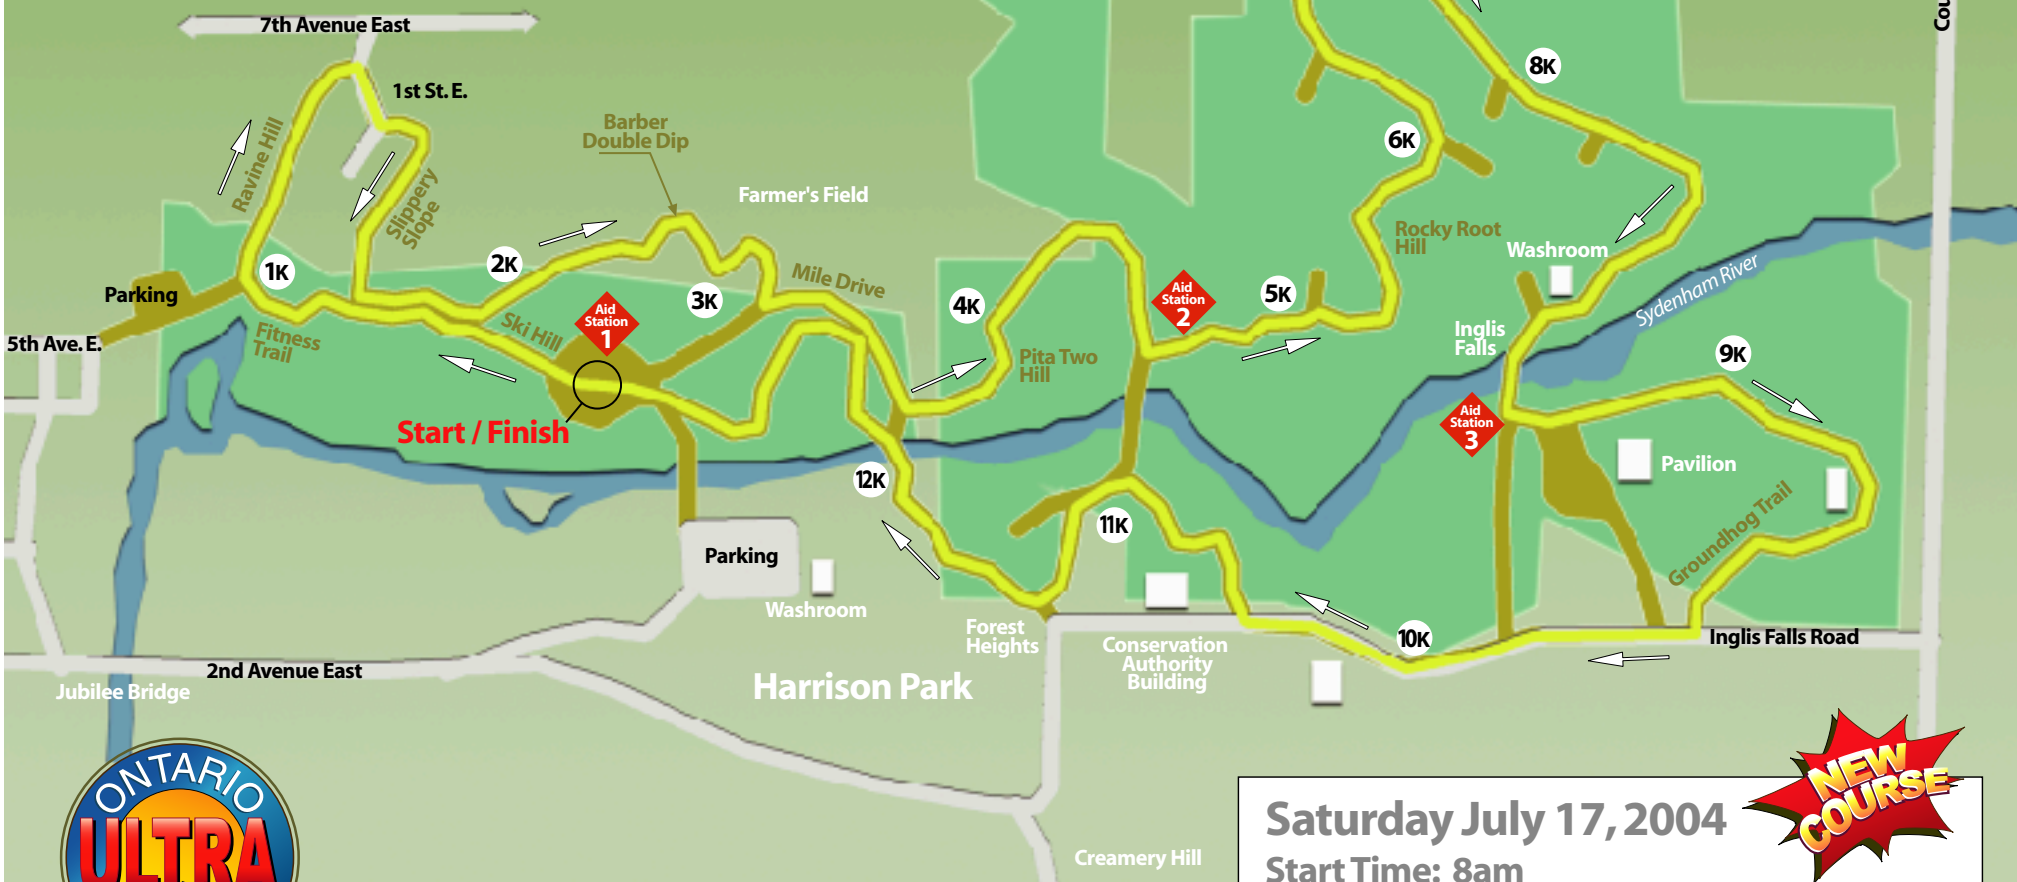 7th Avenue East
Cou
1st St. E.
8K
Barber
Double Dip
6K
Ravine Hill
Slippery
Slope
Farmer's Field
Rocky Root
Hill
Washroom
1K
2K
Mile Drive
Sydenham River
Parking
3K
4K
Aid
Station
2
5K
Aid
Station
1
Ski Hill
Fitness
Trail
5th Ave. E.
Inglis
Falls
9K
Pita Two
Hill
Start / Finish
Aid
Station
3
Pavilion
12K
11K
Groundhog Trail
Parking
Washroom
Forest
Heights
Conservation
Authority
Building
10K
Inglis Falls Road
2nd Avenue East
Jubilee Bridge
Harrison Park
ONTARIO
ULTRA
NEW
COURSE
Saturday July 17, 2004
Start Time: 8am
Creamery Hill